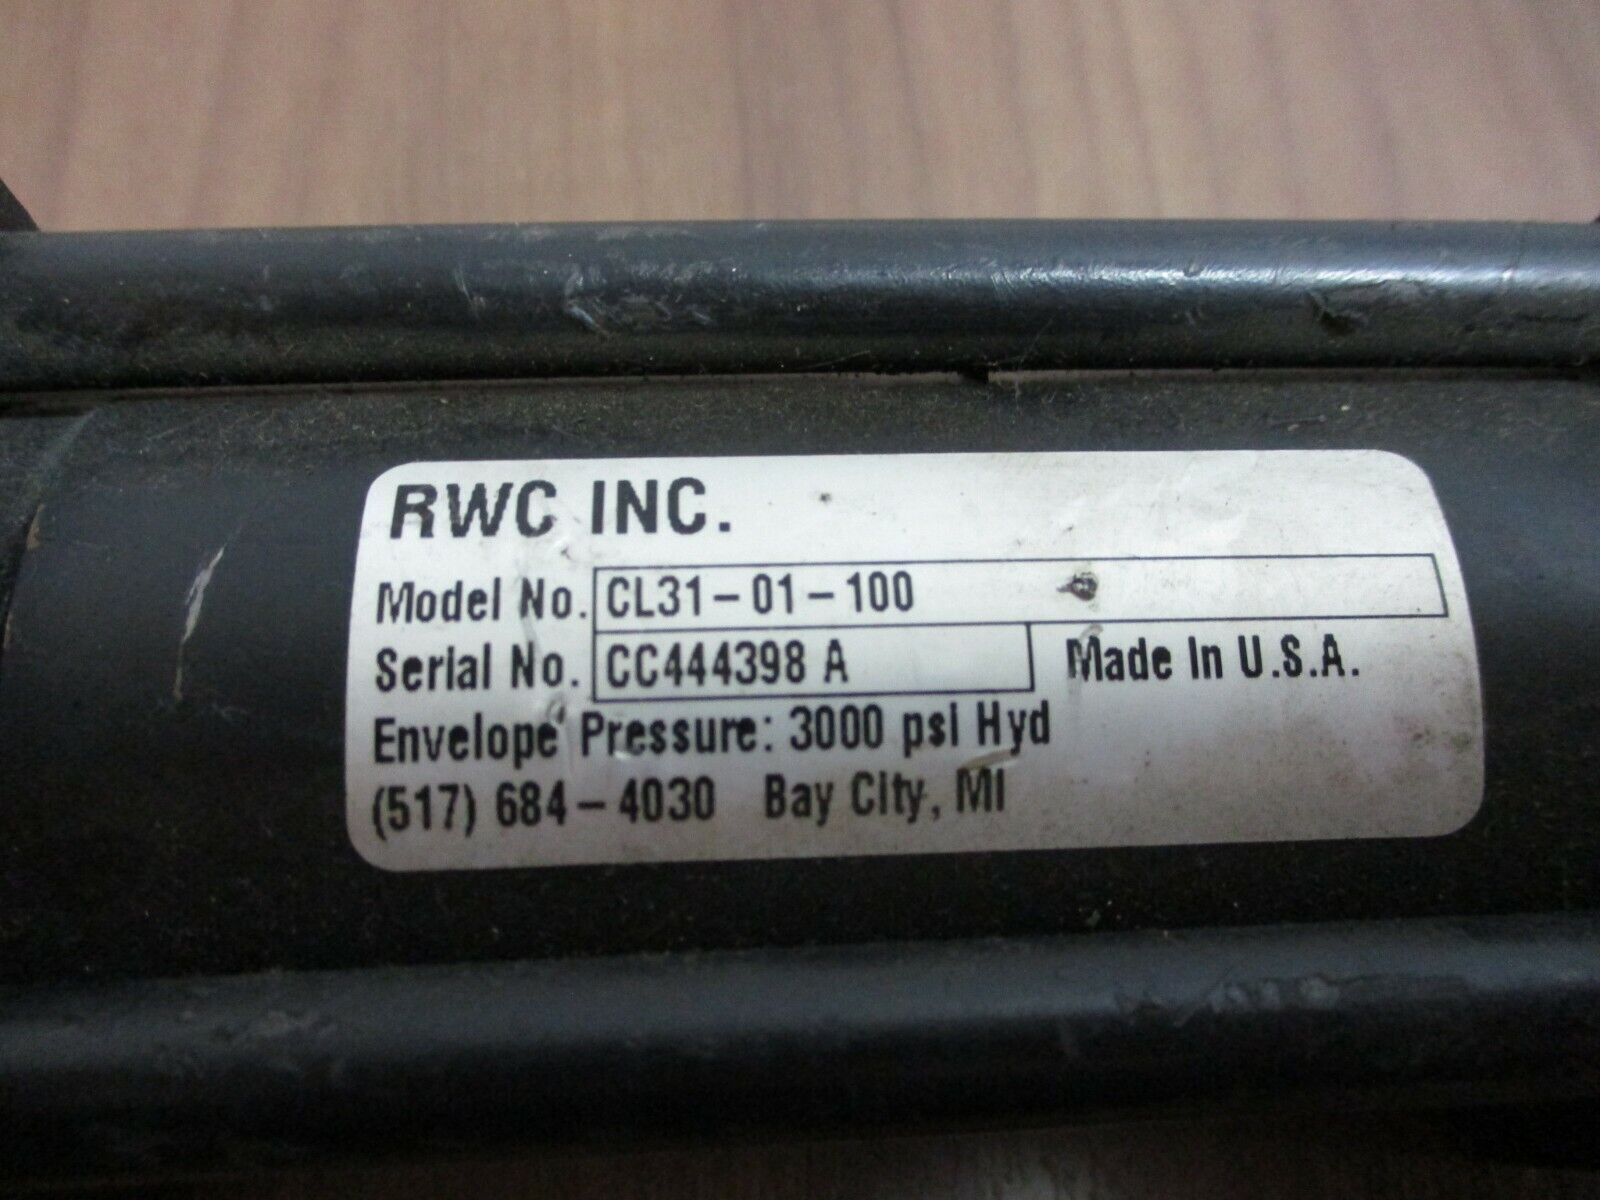 RWC INC.
Model No. CL31-01-100
Serial No. CC444398 A Made In U.S.A.
Envelope Pressure: 3000 psi Hyd
(517) 684-4030 Bay City, MI